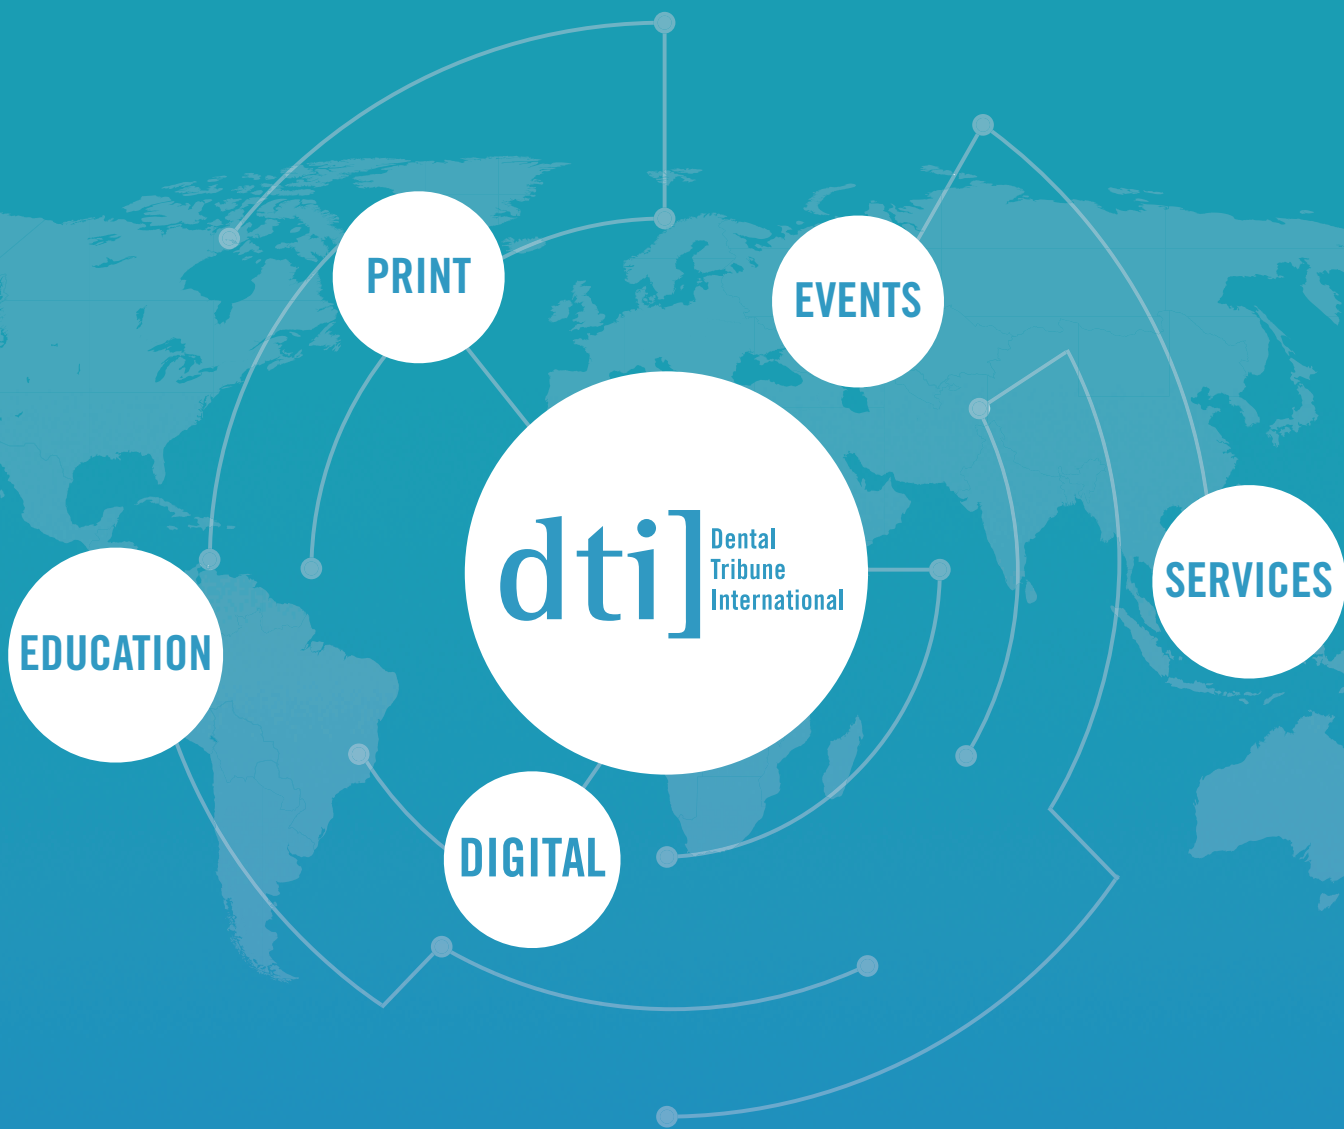 PRINT
EVENTS
dti]
Dental
Tribune
International
SERVICES
EDUCATION
DIGITAL